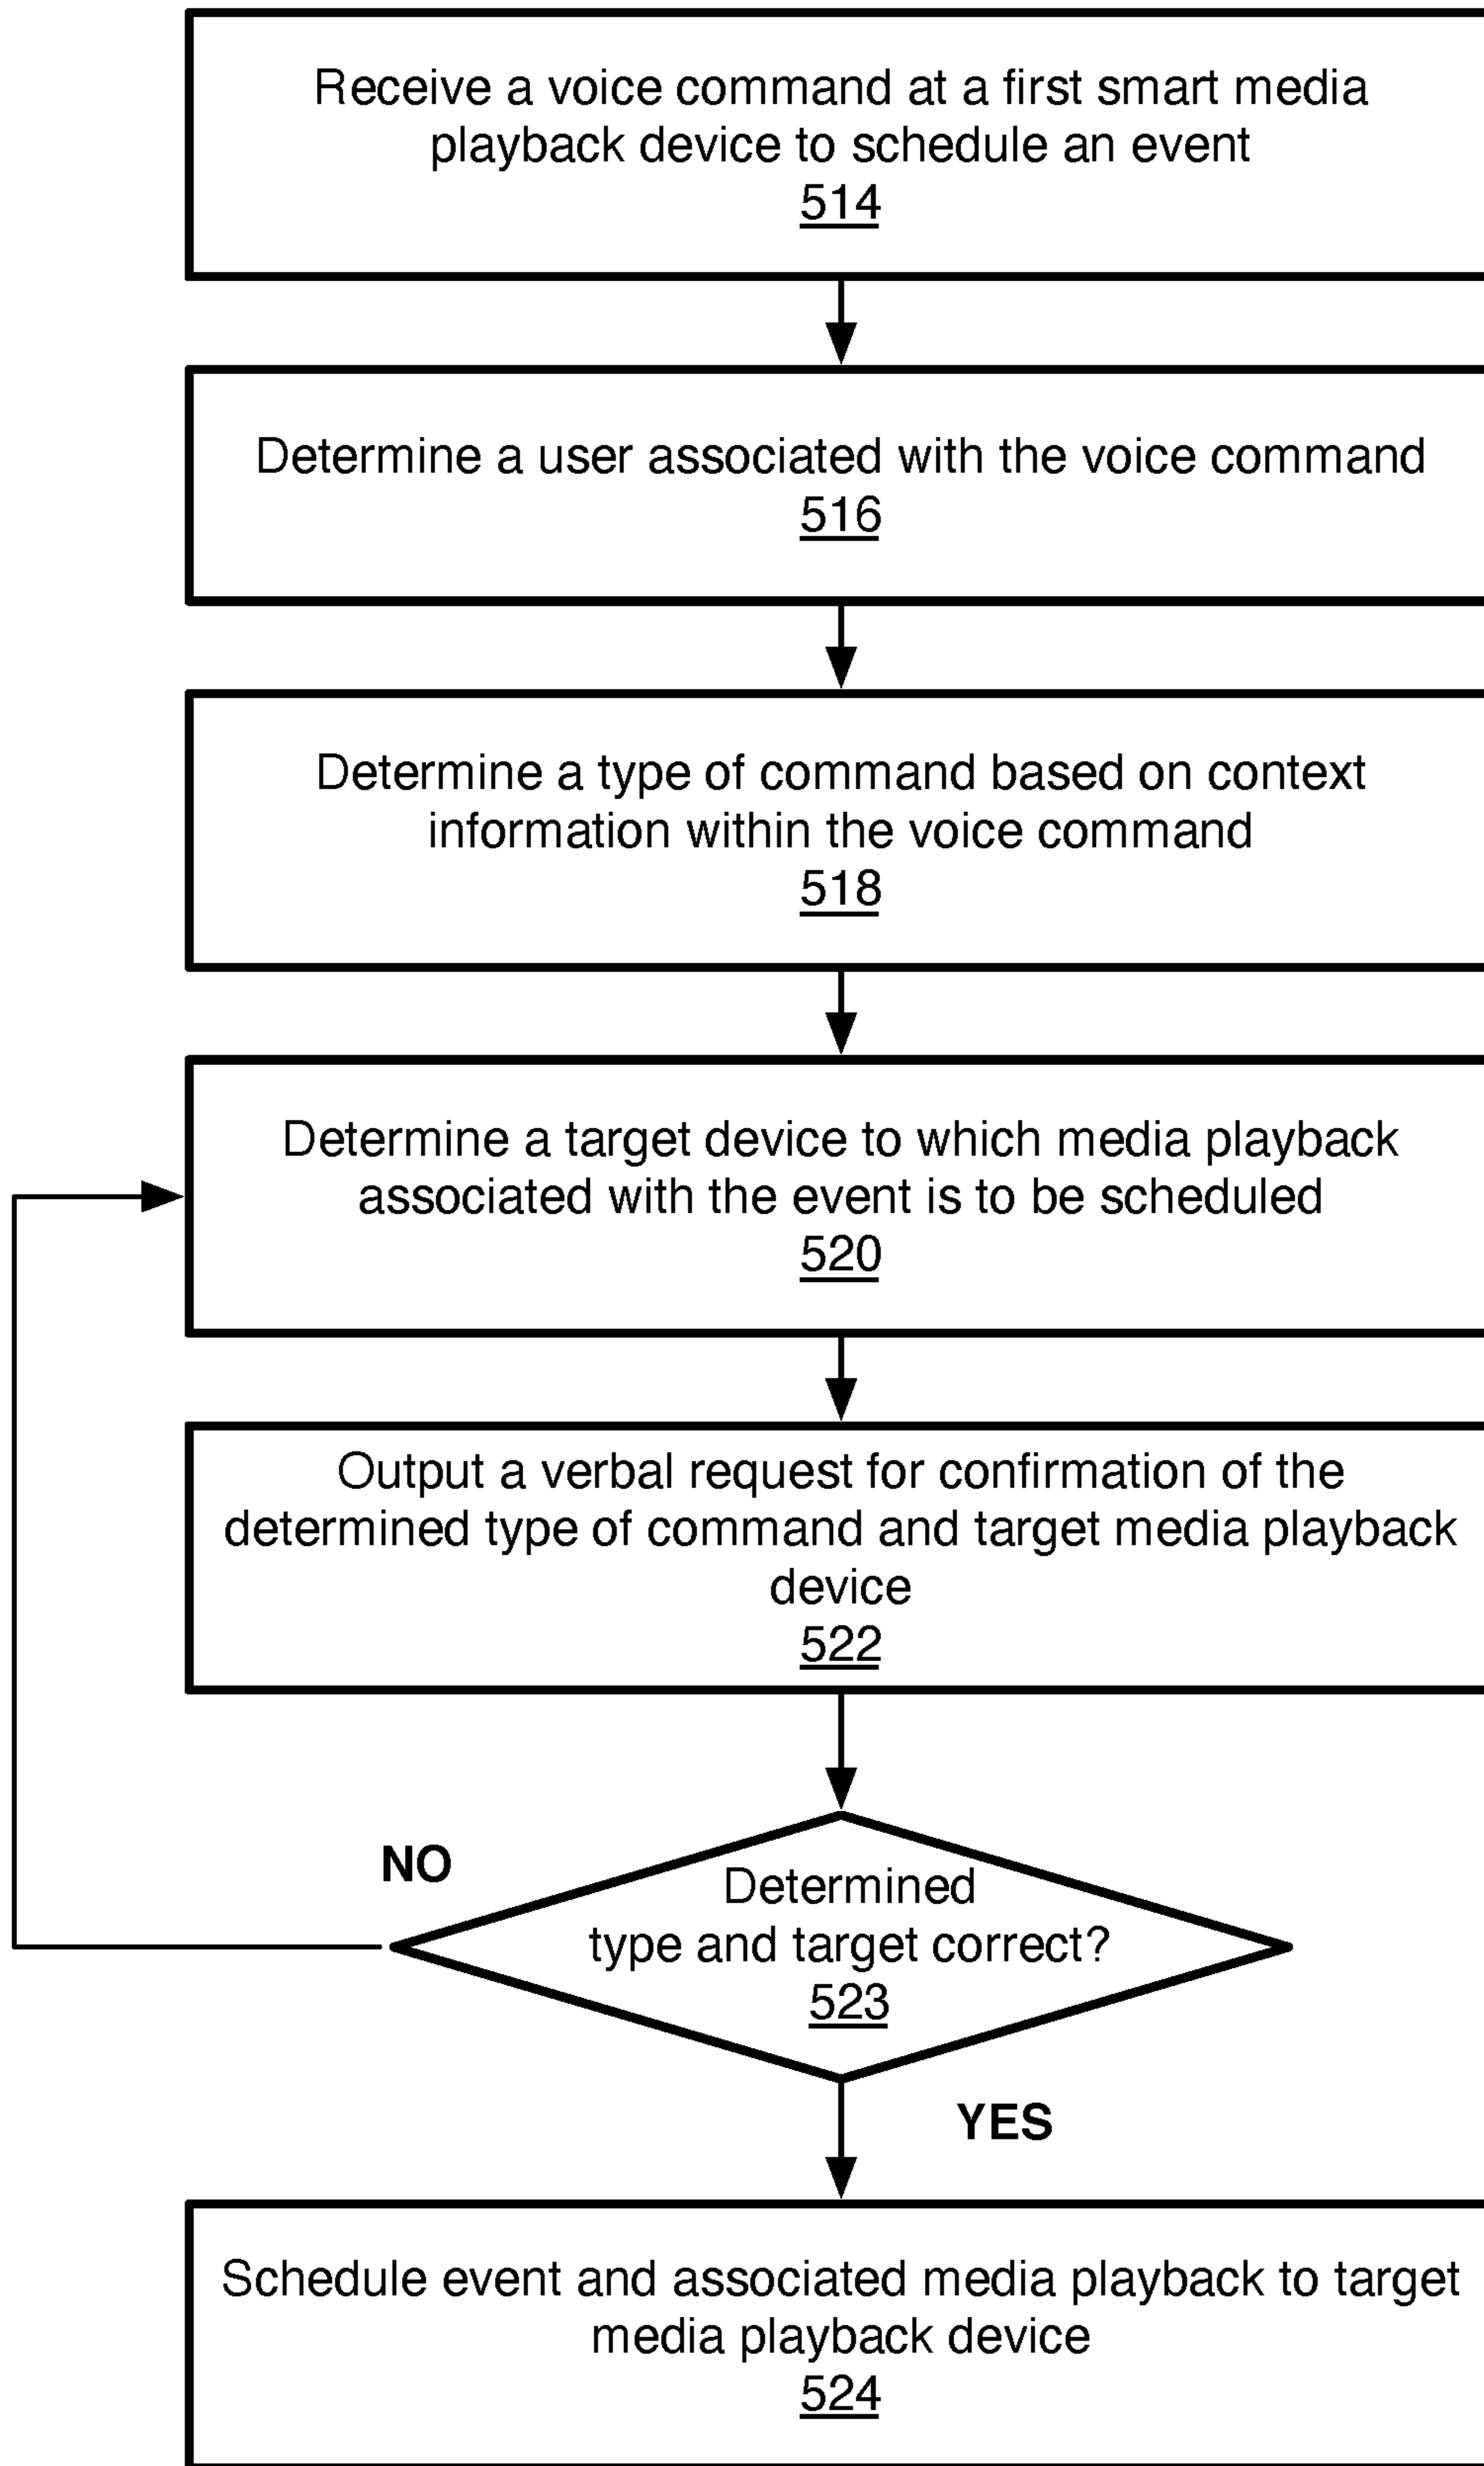 Receive a voice command at a first smart media
playback device to schedule an event
514
Determine a user associated with the voice command
516
Determine a type of command based on context
information within the voice command
518
Determine a target device to which media playback
associated with the event is to be scheduled
520
Output a verbal request for confirmation of the
determined type of command and target media playback
device
522
NO
Determined
type and target correct?
523
YES
Schedule event and associated media playback to target
media playback device
524